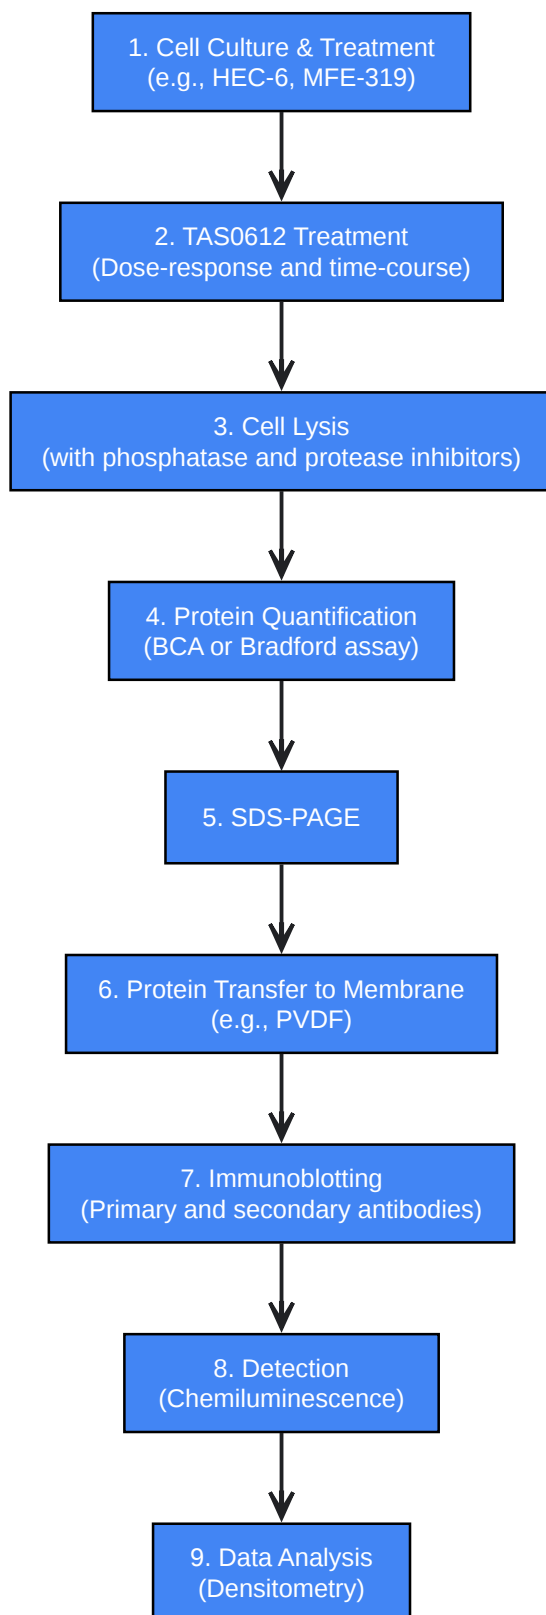 1. Cell Culture & Treatment
(e.g., HEC-6, MFE-319)
2. TAS0612 Treatment
(Dose-response and time-course)
3. Cell Lysis
(with phosphatase and protease inhibitors)
4. Protein Quantification
(BCA or Bradford assay)
5. SDS-PAGE
6. Protein Transfer to Membrane
(e.g., PVDF)
7. Immunoblotting
(Primary and secondary antibodies)
8. Detection
(Chemiluminescence)
9. Data Analysis
(Densitometry)